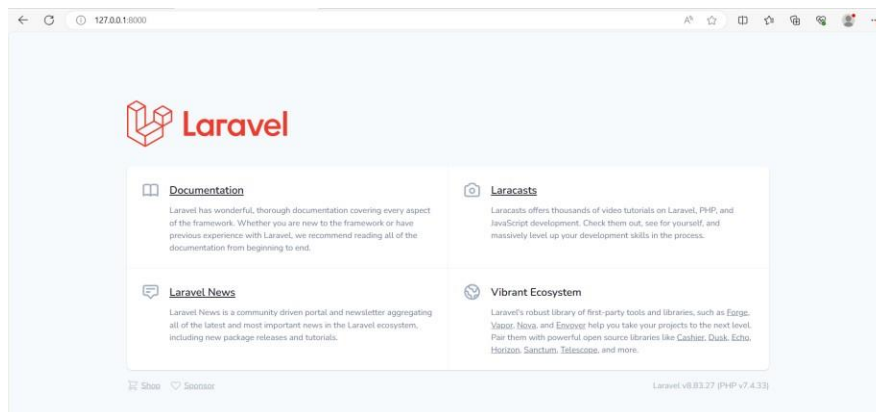 127.0.0.1:8000
Laravel
Documentation
Laravel has wonderful, thorough documentation covering every aspect
of the framework. Whether you are new to the framework or have
previous experience with Laravel, we recommend reading all of the
documentation from beginning to end.
Laracasts
Laracasts offers thousands of video tutorials on Laravel, PHP, and
JavaScript development. Check them out, see for yourself, and
massively level up your development skills in the process.
Laravel News
Laravel News is a community driven portal and newsletter aggregating
all of the latest and most important news in the Laravel ecosystem,
including new package releases and tutorials.
Vibrant Ecosystem
Laravel's robust library of first-party tools and libraries, such as Forge,
Vapor, Nova, and Envoyer help you take your projects to the next level.
Pair them with powerful open source libraries like Cashier, Dusk, Echo,
Horizon, Sanctum, Telescope, and more.
Shop Sponsor
Laravel v8.83.27 (PHP v7.4.33)